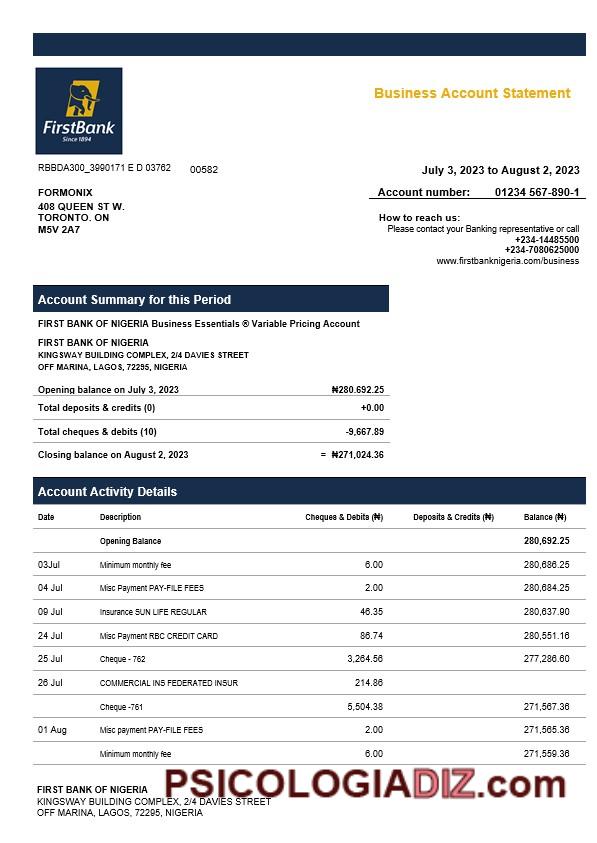 FirstBank
Since 1894
Business Account Statement
RBBDA300_3990171 E D 03762 00582
July 3, 2023 to August 2, 2023
Account number: 01234 567-890-1
FORMONIX
408 QUEEN ST W.
TORONTO. ON
M5V 2A7
How to reach us:
Please contact your Banking representative or call
+234-14485500
+234-7080625000
www.firstbanknigeria.com/business
Account Summary for this Period
FIRST BANK OF NIGERIA Business Essentials ® Variable Pricing Account
FIRST BANK OF NIGERIA
KINGSWAY BUILDING COMPLEX, 2/4 DAVIES STREET
OFF MARINA, LAGOS, 72295, NIGERIA
Opening balance on July 3, 2023 ₦280.692.25
Total deposits & credits (0) +0.00
Total cheques & debits (10) -9,667.89
Closing balance on August 2, 2023 = ₦271,024.36
Account Activity Details
Date Description Cheques & Debits (₦) Deposits & Credits (₦) Balance (₦)
Opening Balance 280,692.25
03Jul Minimum monthly fee 6.00 280,686.25
04 Jul Misc Payment PAY-FILE FEES 2.00 280,684.25
09 Jul Insurance SUN LIFE REGULAR 46.35 280,637.90
24 Jul Misc Payment RBC CREDIT CARD 86.74 280,551.16
25 Jul Cheque - 762 3,264.56 277,286.60
26 Jul COMMERCIAL INS FEDERATED INSUR 214.86
Cheque -761 5,504.38 271,567.36
01 Aug Misc payment PAY-FILE FEES 2.00 271,565.36
Minimum monthly fee 6.00 271,559.36
FIRST BANK OF NIGERIA
KINGSWAY BUILDING COMPLEX, 2/4 DAVIES STREET
OFF MARINA, LAGOS, 72295, NIGERIA
PSICOLOGIADIZ.com